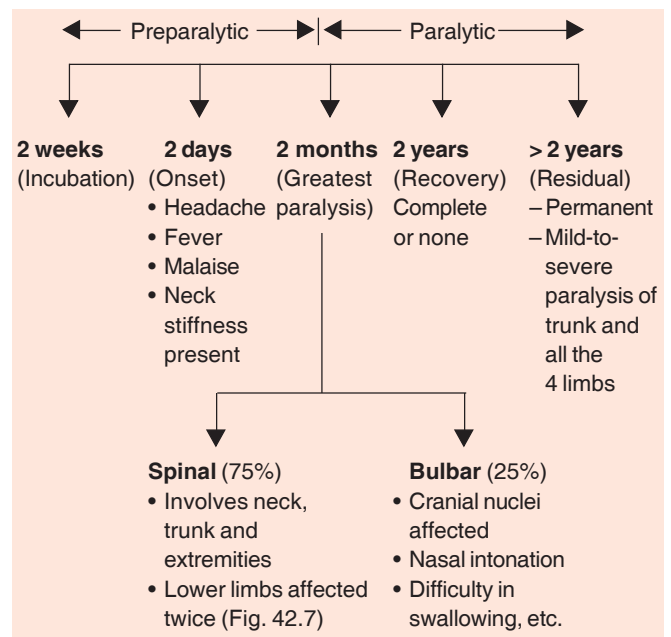 Preparalytic
Paralytic
2 weeks
(Incubation)
2 days
(Onset)
• Headache
• Fever
• Malaise
• Neck
stiffness
present
2 months
(Greatest
paralysis)
2 years
(Recovery)
Complete
or none
> 2 years
(Residual)
– Permanent
– Mild-to-
severe
paralysis of
trunk and
all the
4 limbs
Spinal (75%)
• Involves neck,
trunk and
extremities
• Lower limbs affected
twice (Fig. 42.7)
Bulbar (25%)
• Cranial nuclei
affected
• Nasal intonation
• Difficulty in
swallowing, etc.